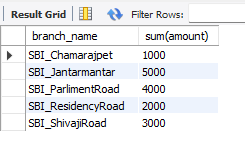 Result Grid Filter Rows:
branch_name sum(amount)
SBI_Chamarajpet 1000
SBI_Jantarmantar 5000
SBI_ParlimentRoad 4000
SBI_ResidencyRoad 2000
SBI_ShivajiRoad 3000